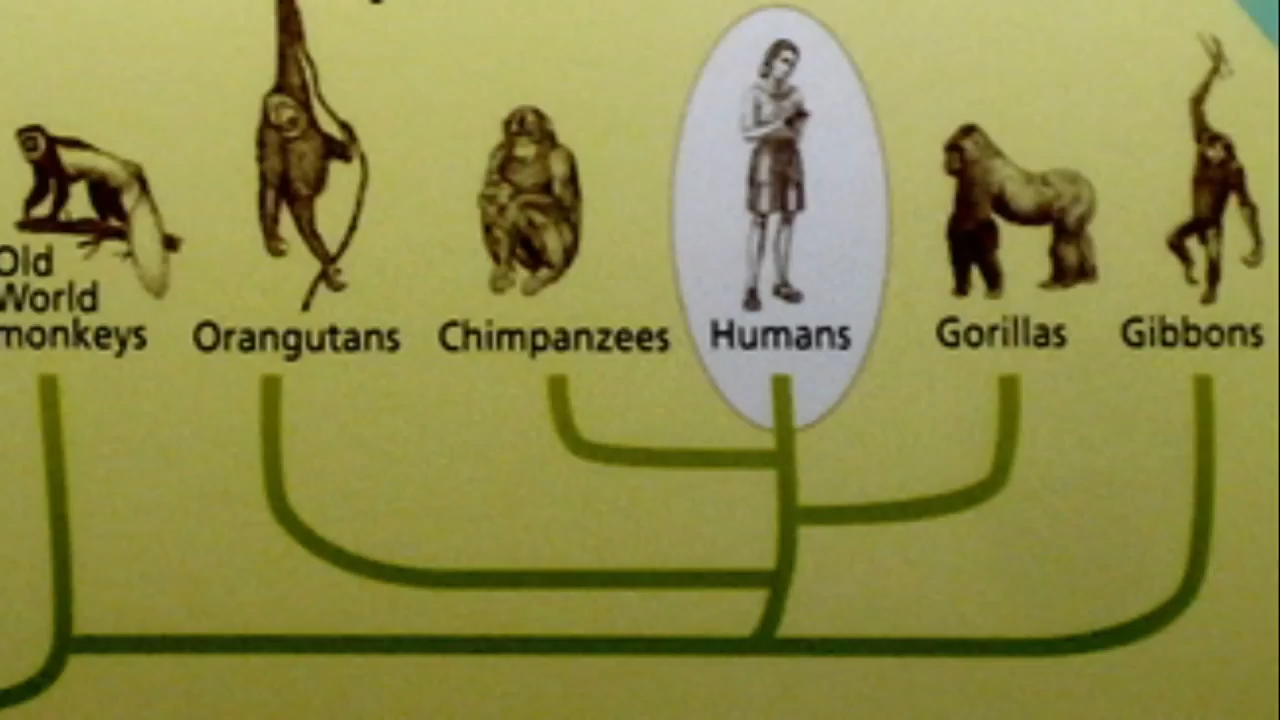 Old
World
monkeys
Orangutans
Chimpanzees
Humans
Gorillas
Gibbons